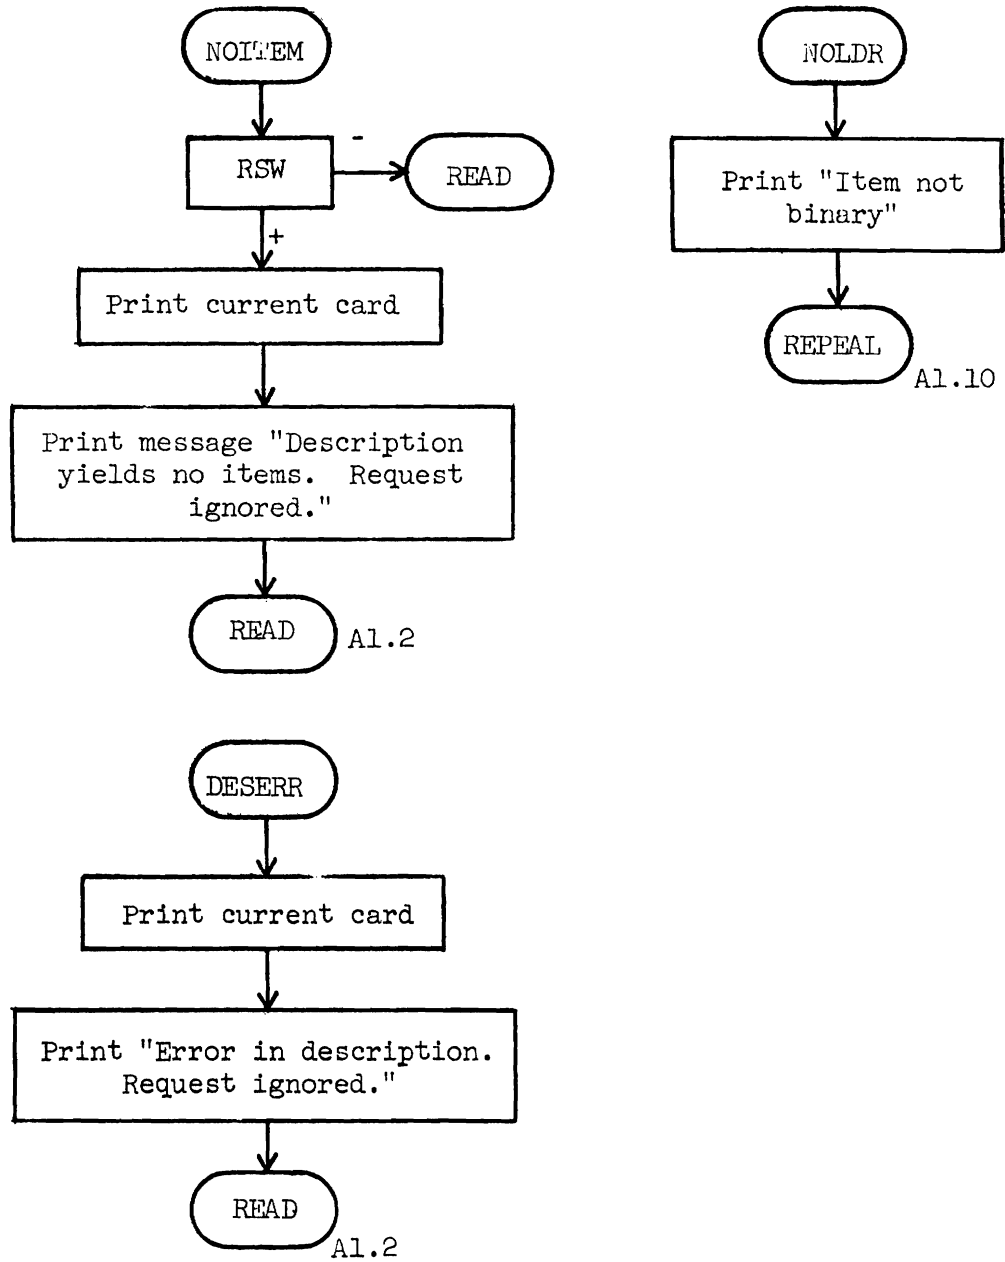 NOITEM
RSW
-
READ
+
Print current card
Print message "Description
yields no items. Request
ignored."
READ
A1.2
NOLDR
Print "Item not
binary"
REPEAL
A1.10
DESERR
Print current card
Print "Error in description.
Request ignored."
READ
A1.2